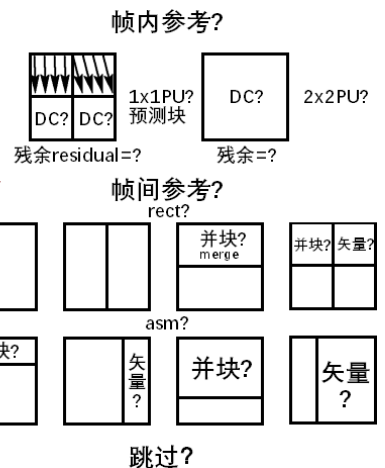 帧内参考?
DC? DC?
1x1PU?
预测块
DC?
2x2PU?
残余residual=?
残余=?
帧间参考?
rect?
并块?
merge
并块? 矢量?
asm?
块?
矢量?
并块?
矢量?
跳过?